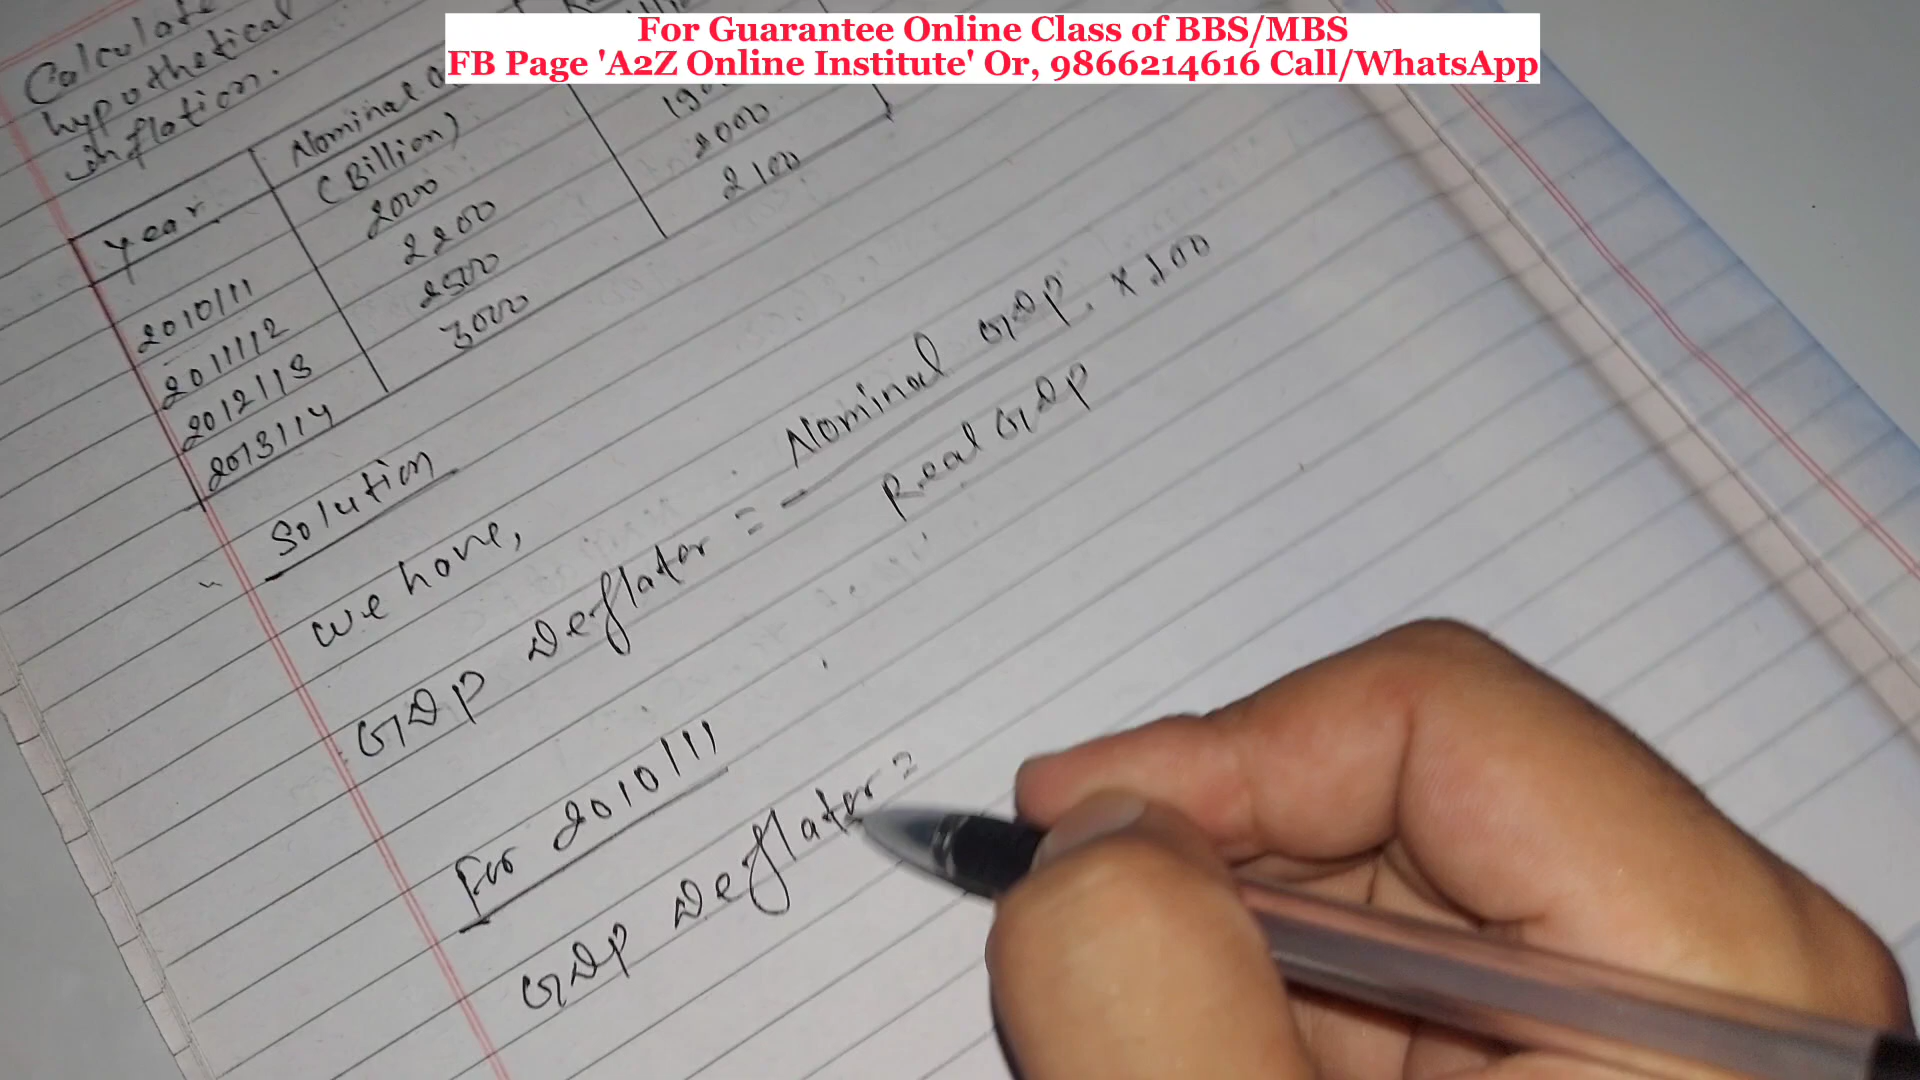 For Guarantee Online Class of BBS/MBS
FB Page 'A2Z Online Institute' Or, 9866214616 Call/WhatsApp
Calculate
hypothetical
inflation.
Year Nominal
(Billion)
2010/11 2000
2011/12 2200
2012/13 2500 2000
2013/14 3000 2100
Solution
We have,
GDP Deflator = Nominal GDP × 100
Real GDP
For 2010/11
GDP Deflator =